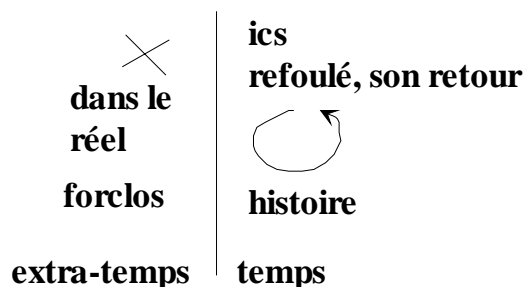 dans le
réel
forclos
extra-temps
ics
refoulé, son retour
histoire
temps